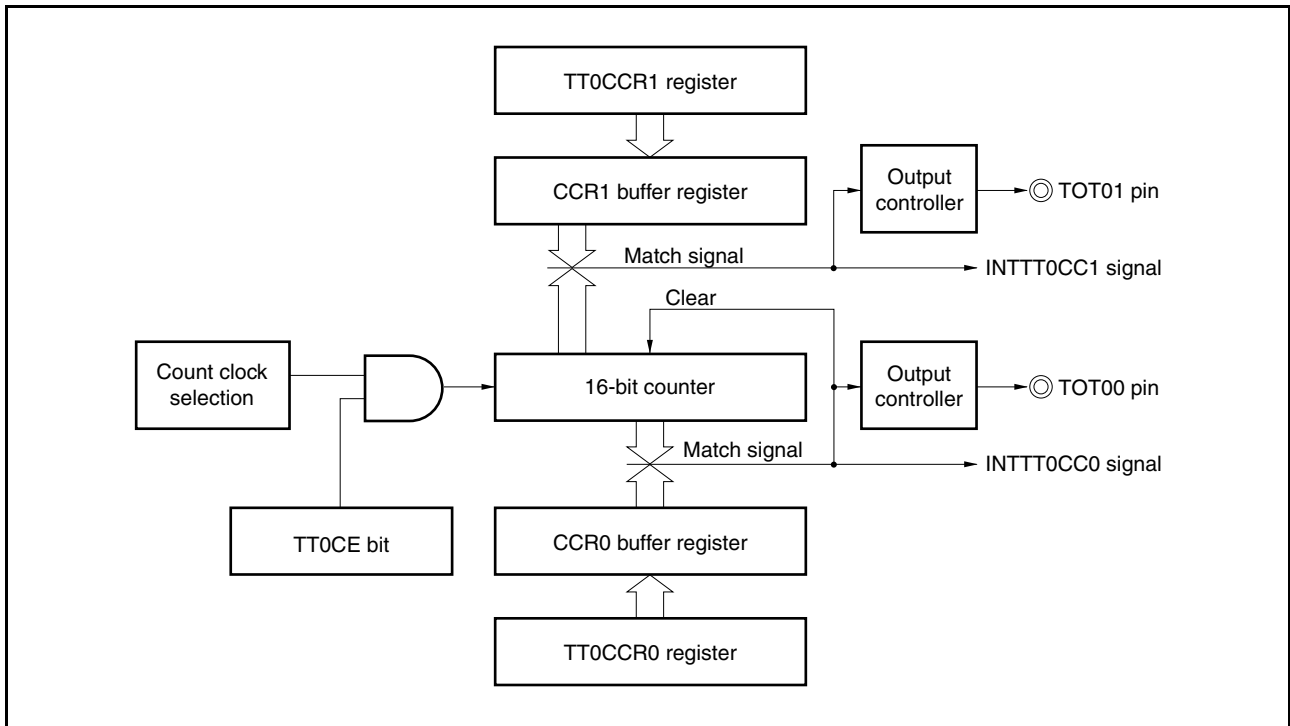 TT0CCR1 register
CCR1 buffer register
Output
controller
TOT01 pin
Match signal
INTTT0CC1 signal
Clear
Count clock
selection
16-bit counter
Output
controller
TOT00 pin
Match signal
INTTT0CC0 signal
TT0CE bit
CCR0 buffer register
TT0CCR0 register